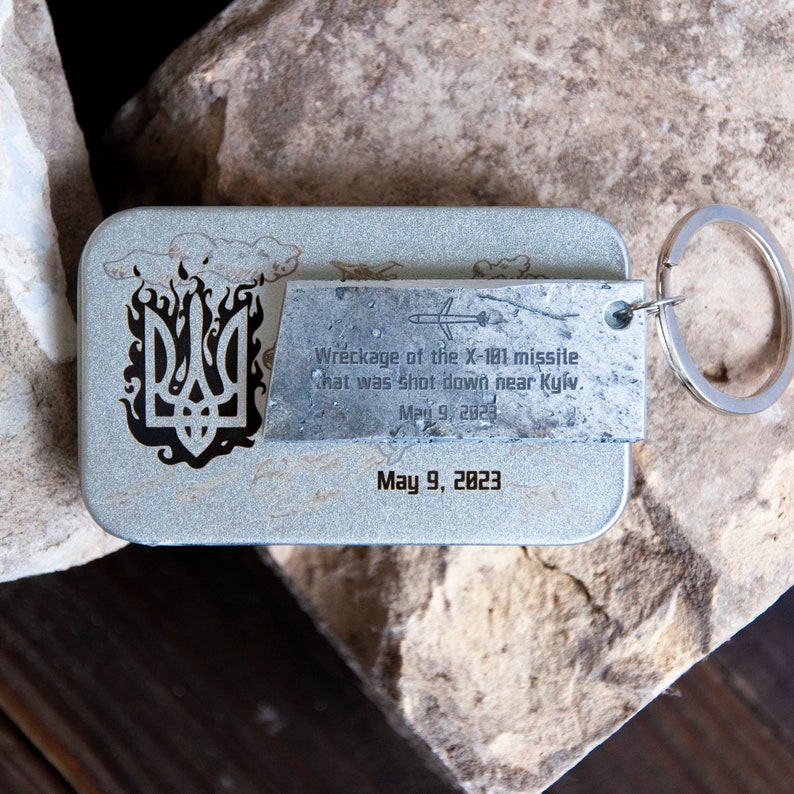 Wreckage of the X-101 missile
that was shot down near Kyiv
May 9, 2023
May 9, 2023